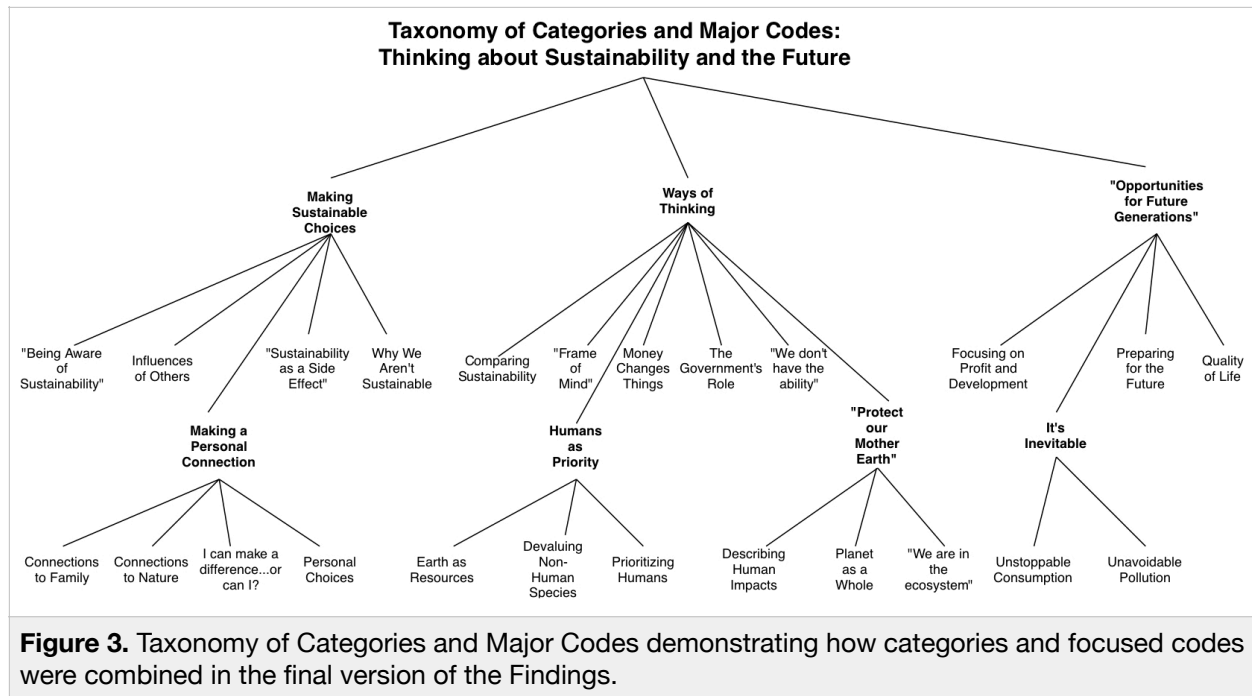 Taxonomy of Categories and Major Codes:
Thinking about Sustainability and the Future
Making
Sustainable
Choices
Ways of
Thinking
"Opportunities
for Future
Generations"
"Being Aware
of
Sustainability"
Influences
of Others
"Sustainability
as a Side
Effect"
Why We
Aren't
Sustainable
Comparing
Sustainability
"Frame
of
Mind"
Money
Changes
Things
The
Government's
Role
"We don't
have the
ability"
Focusing on
Profit and
Development
Preparing
for the
Future
Quality
of Life
Making a
Personal
Connection
Humans
as
Priority
"Protect
our
Mother
Earth"
It's
Inevitable
Connections
to Family
Connections
to Nature
I can make a
difference...or
can I?
Personal
Choices
Earth as
Resources
Devaluing
Non-
Human
Species
Prioritizing
Humans
Describing
Human
Impacts
Planet
as a
Whole
"We are in
the
ecosystem"
Unstoppable
Consumption
Unavoidable
Pollution
Figure 3. Taxonomy of Categories and Major Codes demonstrating how categories and focused codes
were combined in the final version of the Findings.